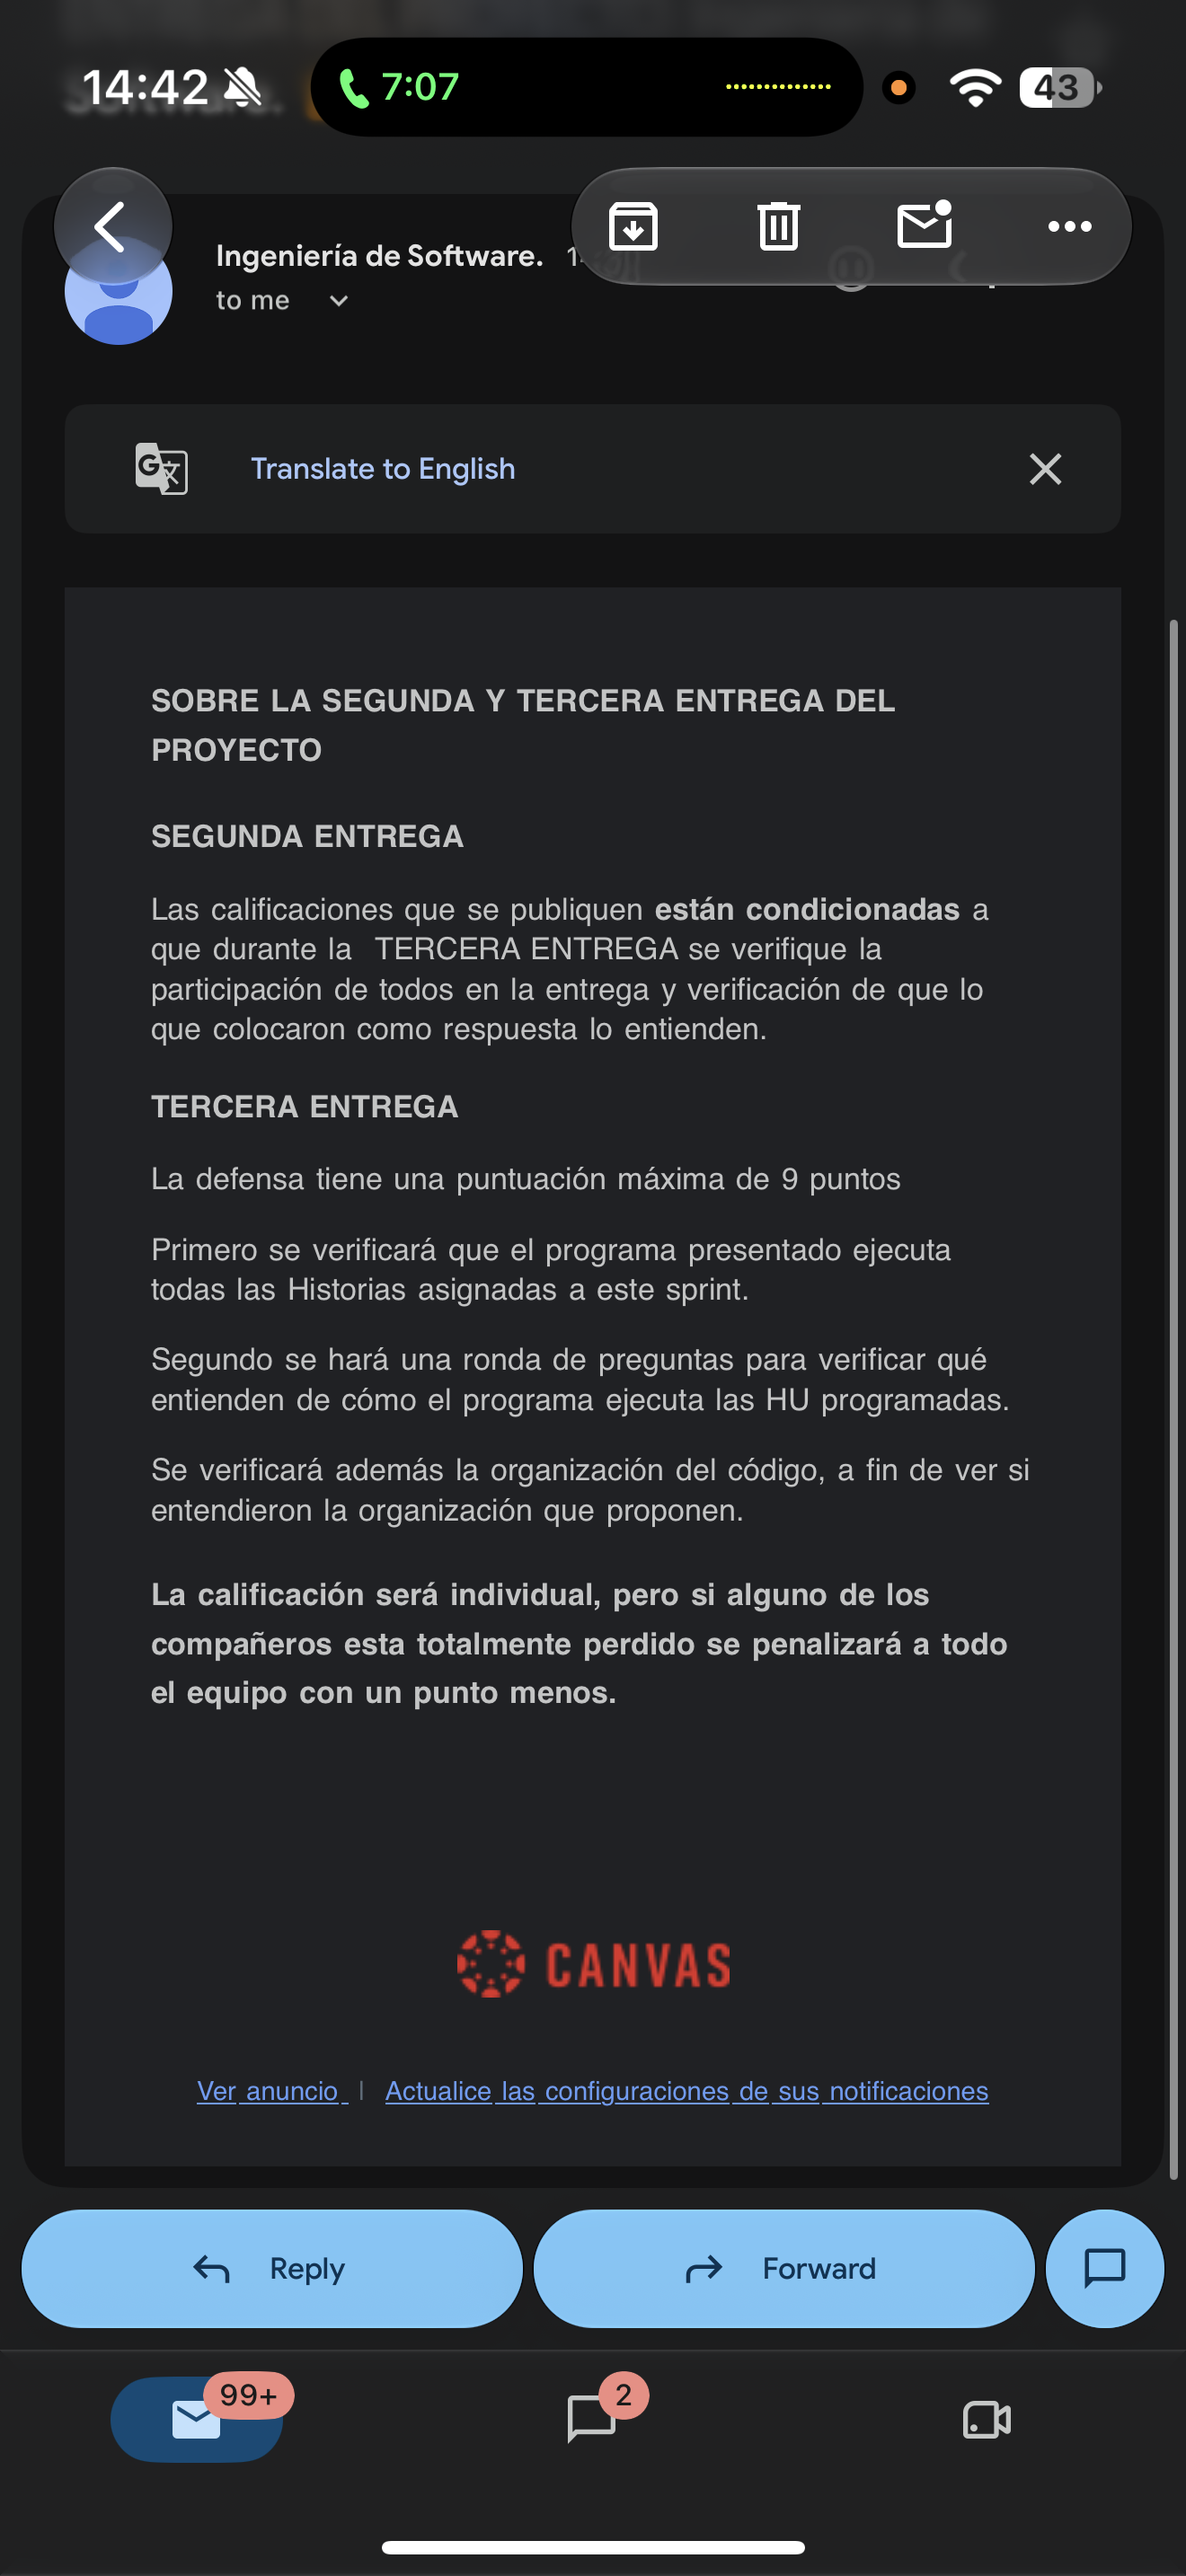 14:42
7:07
43
Ingeniería de Software.
to me
Translate to English
SOBRE LA SEGUNDA Y TERCERA ENTREGA DEL
PROYECTO
SEGUNDA ENTREGA
Las calificaciones que se publiquen están condicionadas a
que durante la TERCERA ENTREGA se verifique la
participación de todos en la entrega y verificación de que lo
que colocaron como respuesta lo entienden.
TERCERA ENTREGA
La defensa tiene una puntuación máxima de 9 puntos
Primero se verificará que el programa presentado ejecuta
todas las Historias asignadas a este sprint.
Segundo se hará una ronda de preguntas para verificar qué
entienden de cómo el programa ejecuta las HU programadas.
Se verificará además la organización del código, a fin de ver si
entendieron la organización que proponen.
La calificación será individual, pero si alguno de los
compañeros esta totalmente perdido se penalizará a todo
el equipo con un punto menos.
CANVAS
Ver anuncio | Actualice las configuraciones de sus notificaciones
Reply
Forward
99+
2